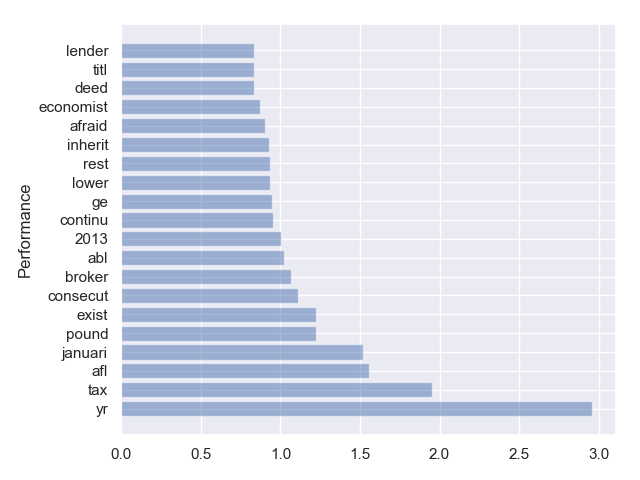 lender
titl
deed
economist
afraid
inherit
rest
lower
ge
continu
2013
abl
broker
consecut
exist
pound
januari
afl
tax
yr
Performance
0.0 0.5 1.0 1.5 2.0 2.5 3.0